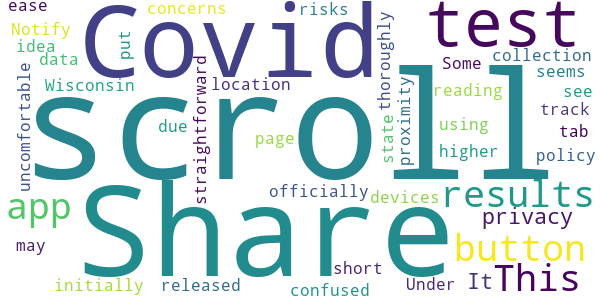 ease
concerns
risks
Covid
test
Notify
put
idea
data
Some
collection
thoroughly
seems
Wisconsin
location
uncomfortable
straightforward
scroll
proximity
reading
see
track
due
page
state
using
tab
higher
policy
Share
officially
devices
results
app
privacy
may
button
short
It
This
initially
released
confused
Under